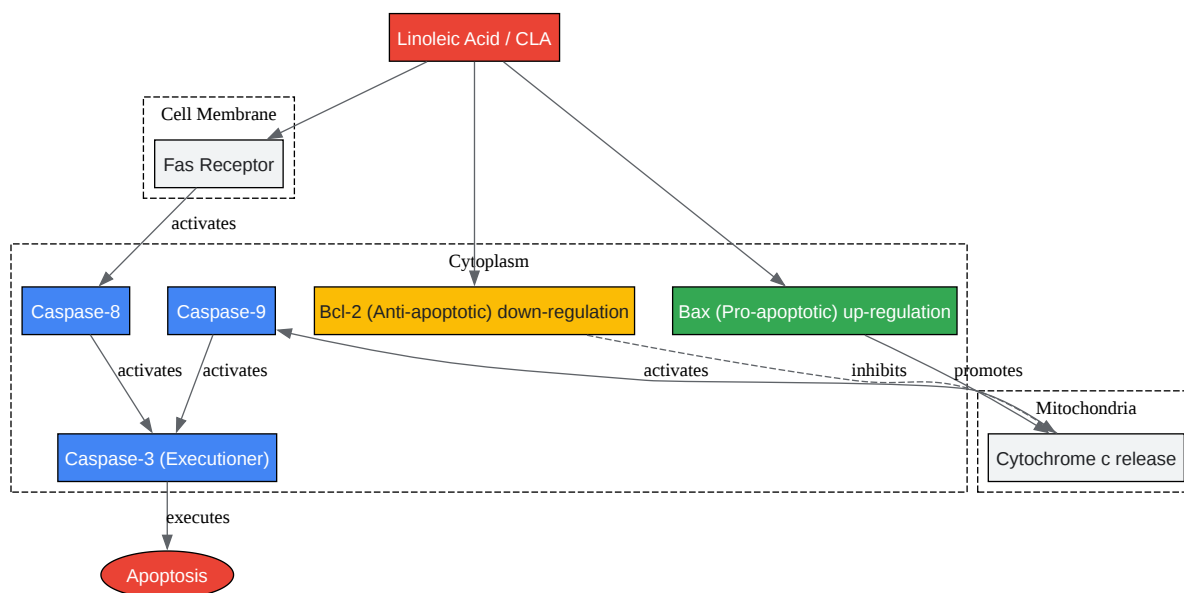 Linoleic Acid / CLA
Cell Membrane
Fas Receptor
activates
Cytoplasm
Caspase-8
Caspase-9
Bcl-2 (Anti-apoptotic) down-regulation
Bax (Pro-apoptotic) up-regulation
activates
activates
activates
inhibits
promotes
Mitochondria
Caspase-3 (Executioner)
Cytochrome c release
executes
Apoptosis